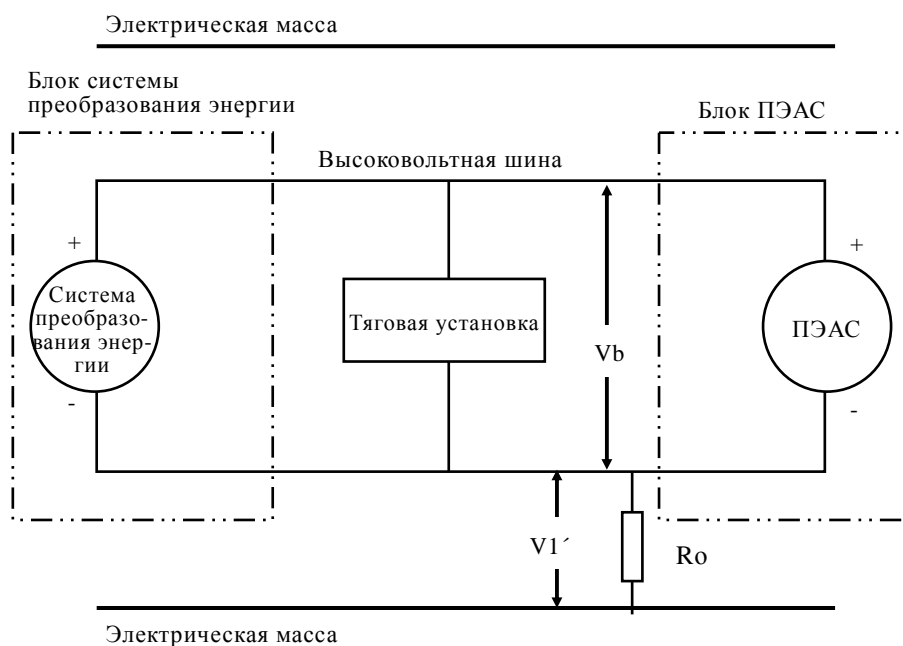 Электрическая масса
Блок системы
преобразования энергии
Блок ПЭАС
Высоковольтная шина
+
+
Система
преобразо-
вания энер-
гии
Тяговая установка
ПЭАС
Vb
-
-
V1´
Ro
Электрическая масса